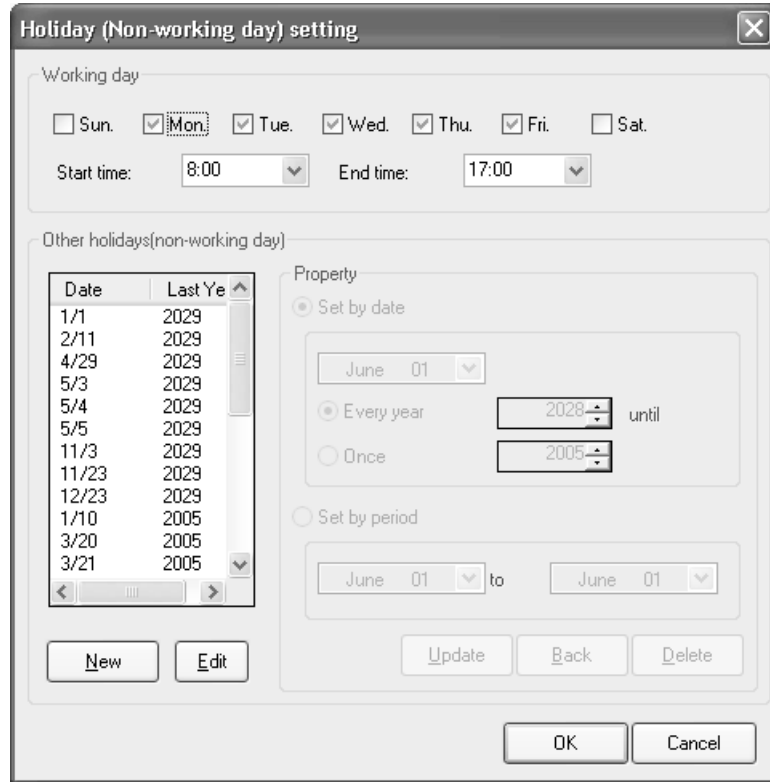 Holiday (Non-working day) setting
Working day
Sun. Mon. Tue. Wed. Thu. Fri. Sat.
Start time: 8:00 End time: 17:00
Other holidays(non-working day)
Date Last Ye
1/1 2029
2/11 2029
4/29 2029
5/3 2029
5/4 2029
5/5 2029
11/3 2029
11/23 2029
12/23 2029
1/10 2005
3/20 2005
3/21 2005
New Edit
Property
Set by date
June 01
Every year 2028 until
Once 2005
Set by period
June 01 to June 01
Update Back Delete
OK Cancel